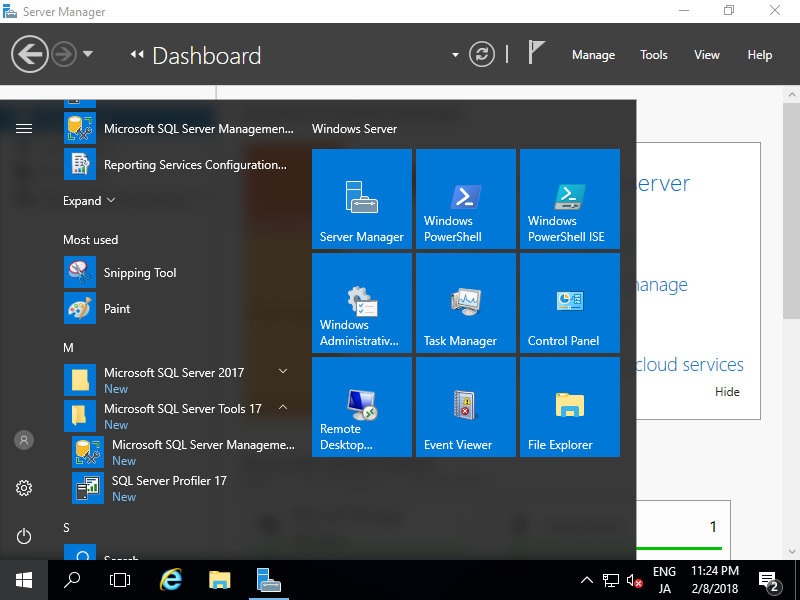 Server Manager
Dashboard
Manage
Tools
View
Help
Microsoft SQL Server Managemen...
Reporting Services Configuration...
Expand
Most used
Snipping Tool
Paint
M
Microsoft SQL Server 2017
New
Microsoft SQL Server Tools 17
New
Microsoft SQL Server Manageme...
New
SQL Server Profiler 17
New
S
Search
Windows Server
Server Manager
Windows
PowerShell
Windows
PowerShell ISE
Windows
Administrativ...
Task Manager
Control Panel
Remote
Desktop...
Event Viewer
File Explorer
erver
anage
cloud services
Hide
1
ENG
JA
11:24 PM
2/8/2018
2